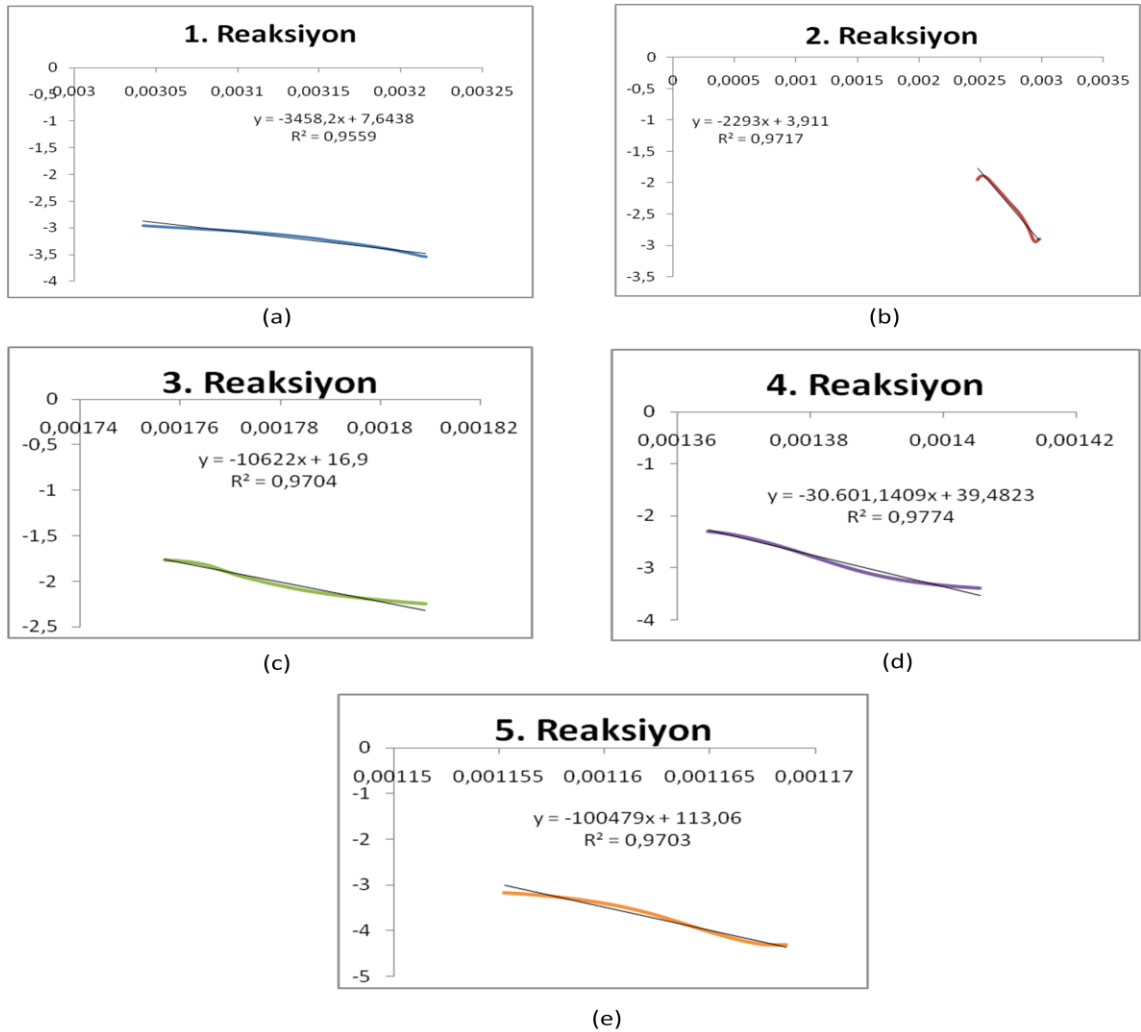 1. Reaksiyon
0
0,003 0,00305 0,0031 0,00315 0,0032 0,00325
-0,5
y = -3458,2x + 7,6438
-1
R² = 0,9559
-1,5
-2
-2,5
-3
-3,5
-4
(a)
2. Reaksiyon
0
0 0,0005 0,001 0,0015 0,002 0,0025 0,003 0,0035
-0,5
y = -2293x + 3,911
-1
R² = 0,9717
-1,5
-2
-2,5
-3
-3,5
(b)
3. Reaksiyon
0
0,00174 0,00176 0,00178 0,0018 0,00182
-0,5
y = -10622x + 16,9
R² = 0,9704
-1
-1,5
-2
-2,5
(c)
4. Reaksiyon
0
0,00136 0,00138 0,0014 0,00142
-1
y = -30.601,1409x + 39,4823
R² = 0,9774
-2
-3
-4
(d)
5. Reaksiyon
0
0,00115 0,001155 0,00116 0,001165 0,00117
-1
y = -100479x + 113,06
R² = 0,9703
-2
-3
-4
-5
(e)